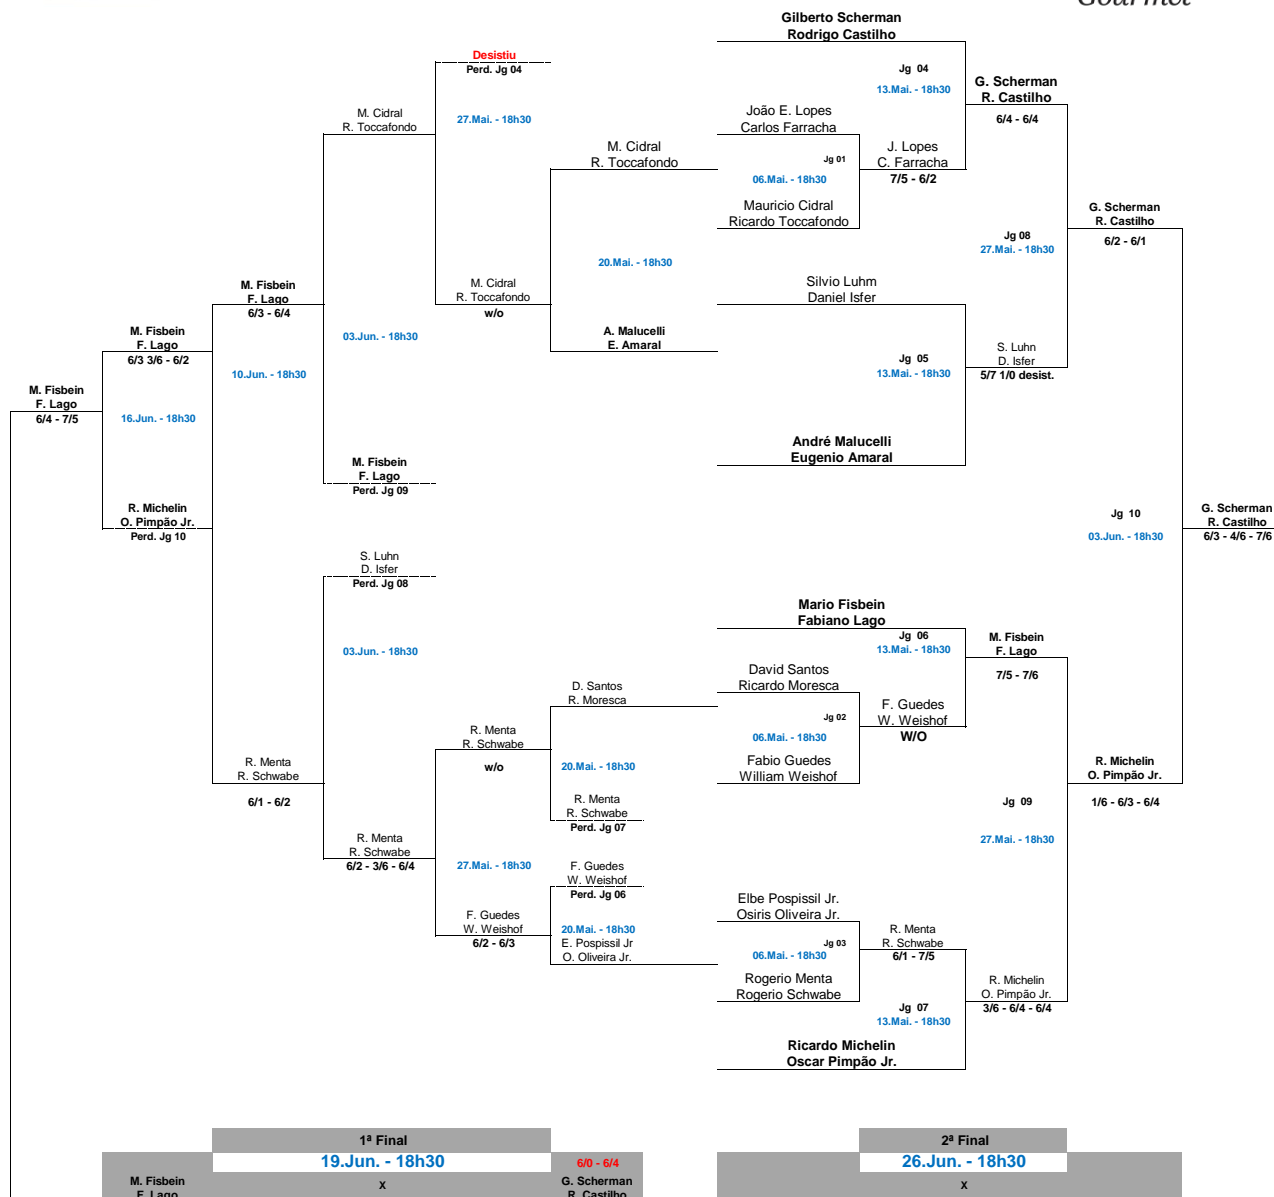 Gourmet
Gilberto Scherman
Rodrigo Castilho
Desistiu
Perd. Jg 04
Jg 04
13.Mai. - 18h30
G. Scherman
R. Castilho
6/4 - 6/4
M. Cidral
R. Toccafondo
27.Mai. - 18h30
João E. Lopes
Carlos Farracha
M. Cidral
R. Toccafondo
Jg 01
06.Mai. - 18h30
J. Lopes
C. Farracha
7/5 - 6/2
Mauricio Cidral
Ricardo Toccafondo
G. Scherman
R. Castilho
6/2 - 6/1
Jg 08
27.Mai. - 18h30
20.Mai. - 18h30
M. Fisbein
F. Lago
6/3 - 6/4
M. Cidral
R. Toccafondo
w/o
Silvio Luhm
Daniel Isfer
M. Fisbein
F. Lago
6/3 3/6 - 6/2
03.Jun. - 18h30
A. Malucelli
E. Amaral
Jg 05
13.Mai. - 18h30
S. Luhn
D. Isfer
5/7 1/0 desist.
10.Jun. - 18h30
M. Fisbein
F. Lago
6/4 - 7/5
16.Jun. - 18h30
André Malucelli
Eugenio Amaral
M. Fisbein
F. Lago
Perd. Jg 09
R. Michelin
O. Pimpão Jr.
Perd. Jg 10
Jg 10
03.Jun. - 18h30
G. Scherman
R. Castilho
6/3 - 4/6 - 7/6
S. Luhn
D. Isfer
Perd. Jg 08
Mario Fisbein
Fabiano Lago
Jg 06
13.Mai. - 18h30
M. Fisbein
F. Lago
7/5 - 7/6
03.Jun. - 18h30
David Santos
Ricardo Moresca
D. Santos
R. Moresca
Jg 02
06.Mai. - 18h30
F. Guedes
W. Weishof
W/O
R. Menta
R. Schwabe
w/o
Fabio Guedes
William Weishof
20.Mai. - 18h30
R. Menta
R. Schwabe
6/1 - 6/2
R. Michelin
O. Pimpão Jr.
1/6 - 6/3 - 6/4
R. Menta
R. Schwabe
Perd. Jg 07
Jg 09
27.Mai. - 18h30
R. Menta
R. Schwabe
6/2 - 3/6 - 6/4
27.Mai. - 18h30
F. Guedes
W. Weishof
Perd. Jg 06
Elbe Pospissil Jr.
Osiris Oliveira Jr.
F. Guedes
W. Weishof
6/2 - 6/3
20.Mai. - 18h30
E. Pospissil Jr
O. Oliveira Jr.
Jg 03
06.Mai. - 18h30
R. Menta
R. Schwabe
6/1 - 7/5
Rogerio Menta
Rogerio Schwabe
R. Michelin
O. Pimpão Jr.
3/6 - 6/4 - 6/4
Jg 07
13.Mai. - 18h30
Ricardo Michelin
Oscar Pimpão Jr.
1ª Final
2ª Final
19.Jun. - 18h30
6/0 - 6/4
26.Jun. - 18h30
M. Fisbein
F. Lago
x
G. Scherman
R. Castilho
x